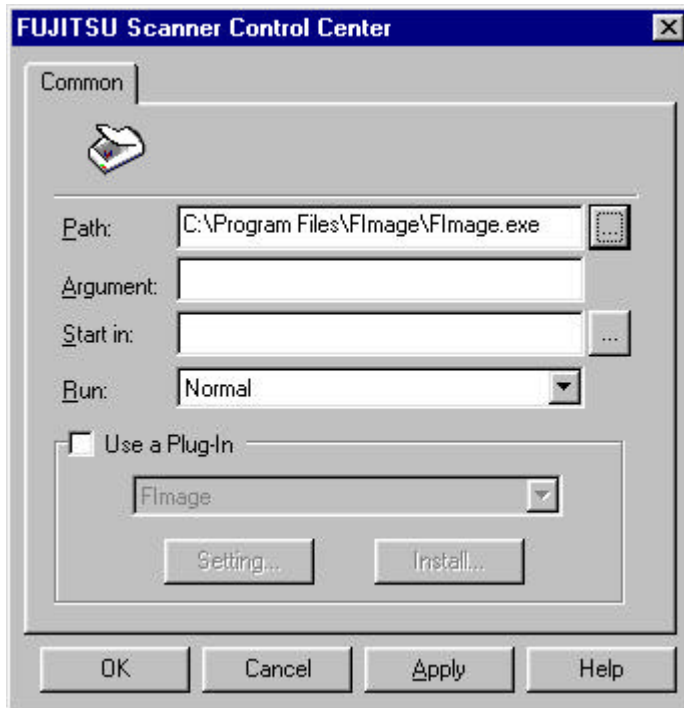 FUJITSU Scanner Control Center
Common
Path: C:\Program Files\FImage\FImage.exe ...
Argument:
Start in: ...
Run: Normal
Use a Plug-In
FImage
Setting... Install...
OK Cancel Apply Help